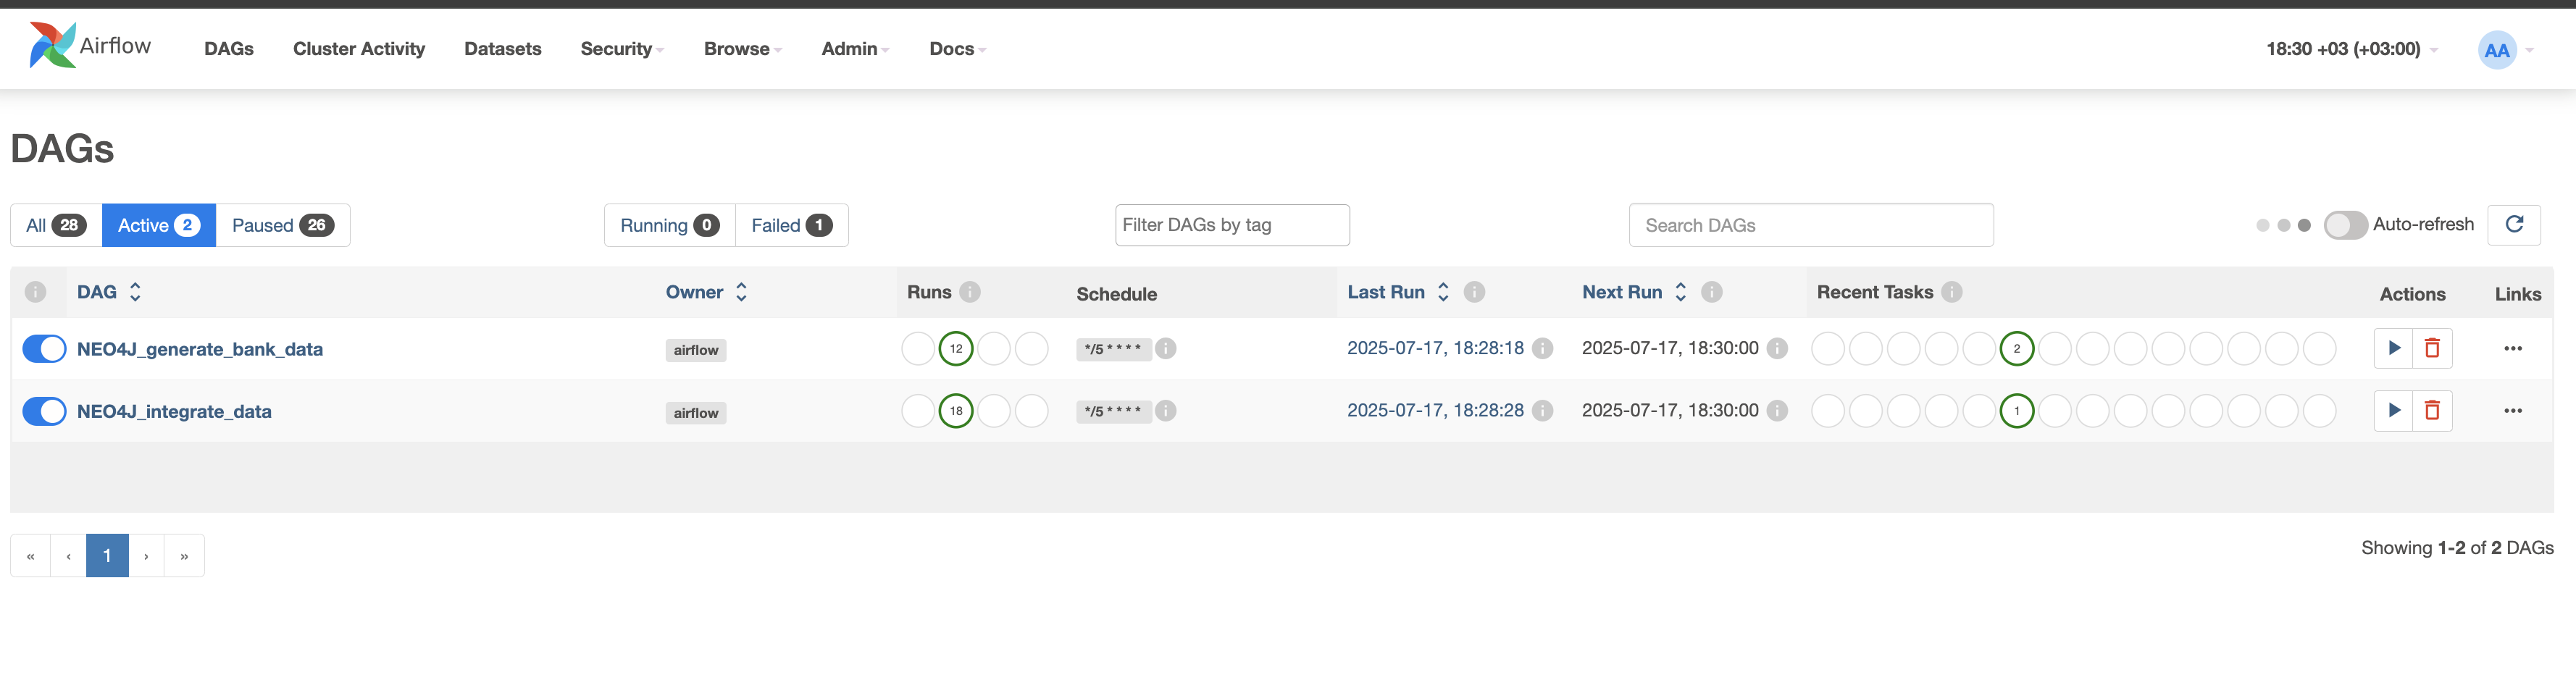 Airflow DAGs Cluster Activity Datasets Security Browse Admin Docs 18:30 +03 (+03:00) AA
DAGs
All 28 Active 2 Paused 26 Running 0 Failed 1 Filter DAGs by tag Search DAGs Auto-refresh
DAG Owner Runs Schedule Last Run Next Run Recent Tasks Actions Links
NEO4J_generate_bank_data airflow 12 */5 * * * * 2025-07-17, 18:28:18 2025-07-17, 18:30:00 2
NEO4J_integrate_data airflow 18 */5 * * * * 2025-07-17, 18:28:28 2025-07-17, 18:30:00 1
« ‹ 1 › » Showing 1-2 of 2 DAGs